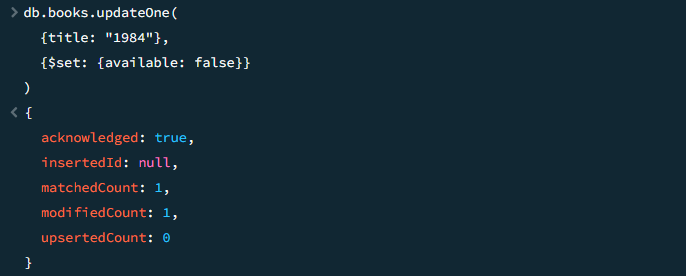 > db.books.updateOne(
{title: "1984"},
{$set: {available: false}}
)
< {
acknowledged: true,
insertedId: null,
matchedCount: 1,
modifiedCount: 1,
upsertedCount: 0
}